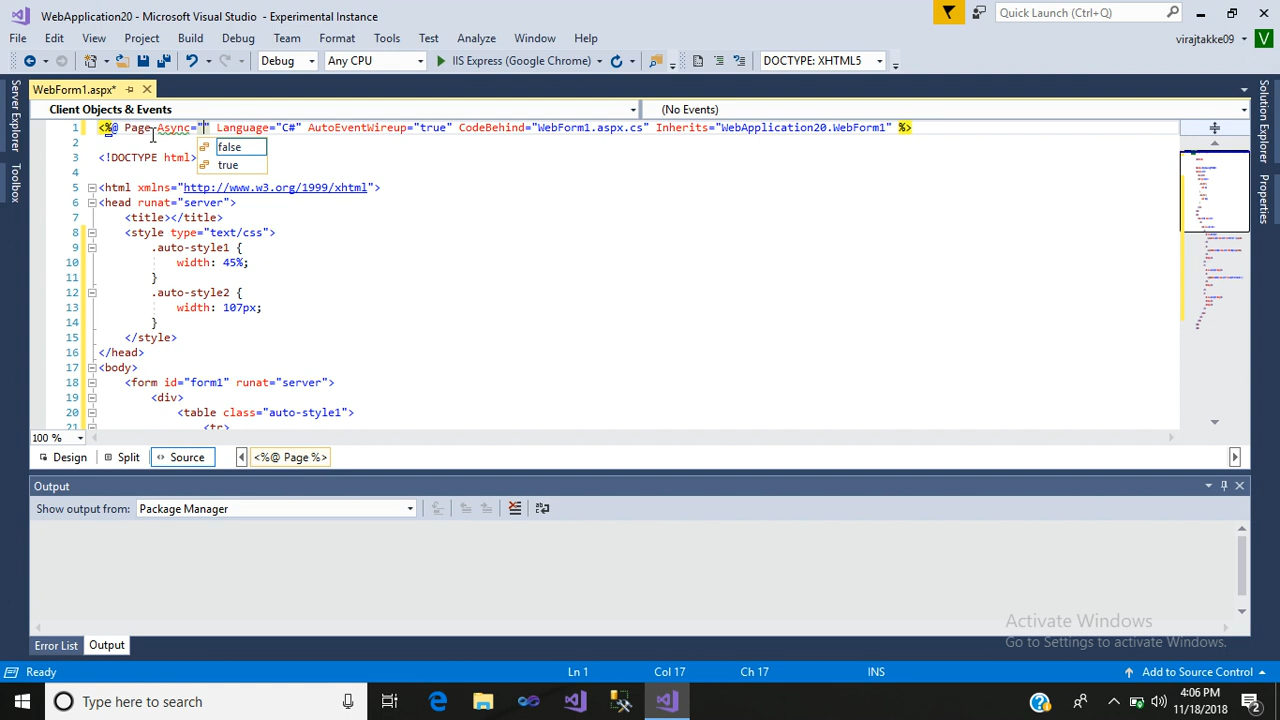 WebApplication20 - Microsoft Visual Studio - Experimental Instance
Quick Launch (Ctrl+Q)
File Edit View Project Build Debug Team Format Tools Test Analyze Window Help
virajtakke09 V
Debug Any CPU IIS Express (Google Chrome) DOCTYPE: XHTML5
Server Explorer
Toolbox
Solution Explorer
Properties
WebForm1.aspx*
Client Objects & Events (No Events)
1 <%@ Page Async="" Language="C#" AutoEventWireup="true" CodeBehind="WebForm1.aspx.cs" Inherits="WebApplication20.WebForm1" %>
2 false
3 <!DOCTYPE html> true
4
5 <html xmlns="http://www.w3.org/1999/xhtml">
6 <head runat="server">
7 <title></title>
8 <style type="text/css">
9 .auto-style1 {
10 width: 45%;
11 }
12 .auto-style2 {
13 width: 107px;
14 }
15 </style>
16 </head>
17 <body>
18 <form id="form1" runat="server">
19 <div>
20 <table class="auto-style1">
21 <tr>
100 %
Design Split Source <%@ Page %>
Output
Show output from: Package Manager
Activate Windows
Go to Settings to activate Windows.
Error List Output
Ready Ln 1 Col 17 Ch 17 INS Add to Source Control
Type here to search
4:06 PM
11/18/2018
2